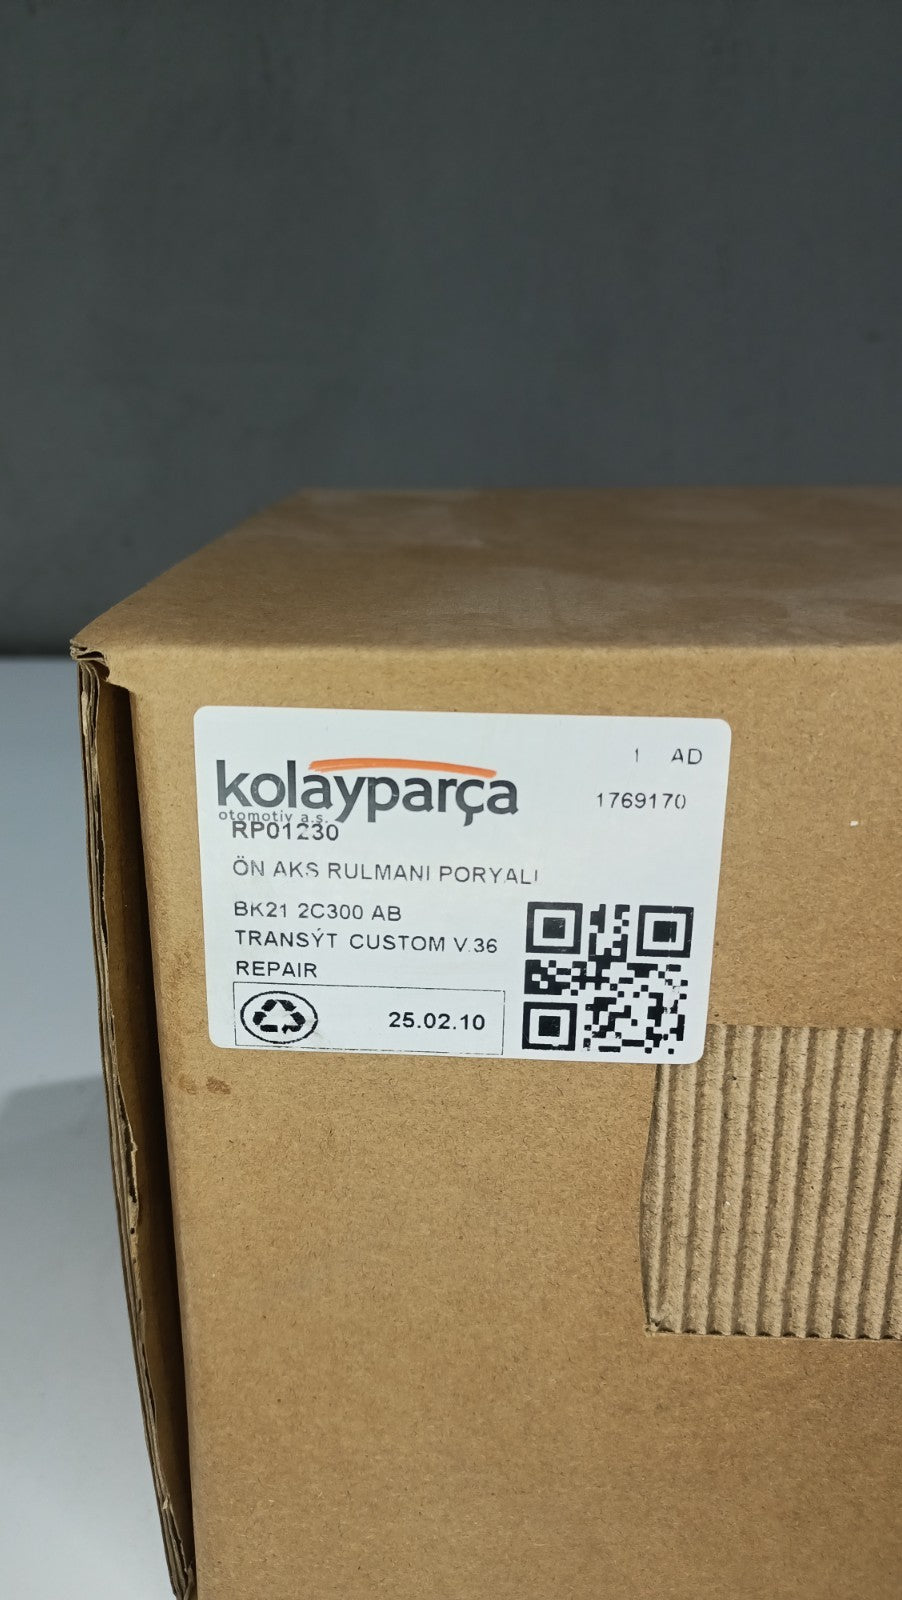 kolayparça
otomotiv a.s.
1 AD
1769170
RP01230
ÖN AKS RULMANI PORYALI
BK21 2C300 AB
TRANSÝT CUSTOM V.36
REPAIR
25.02.10